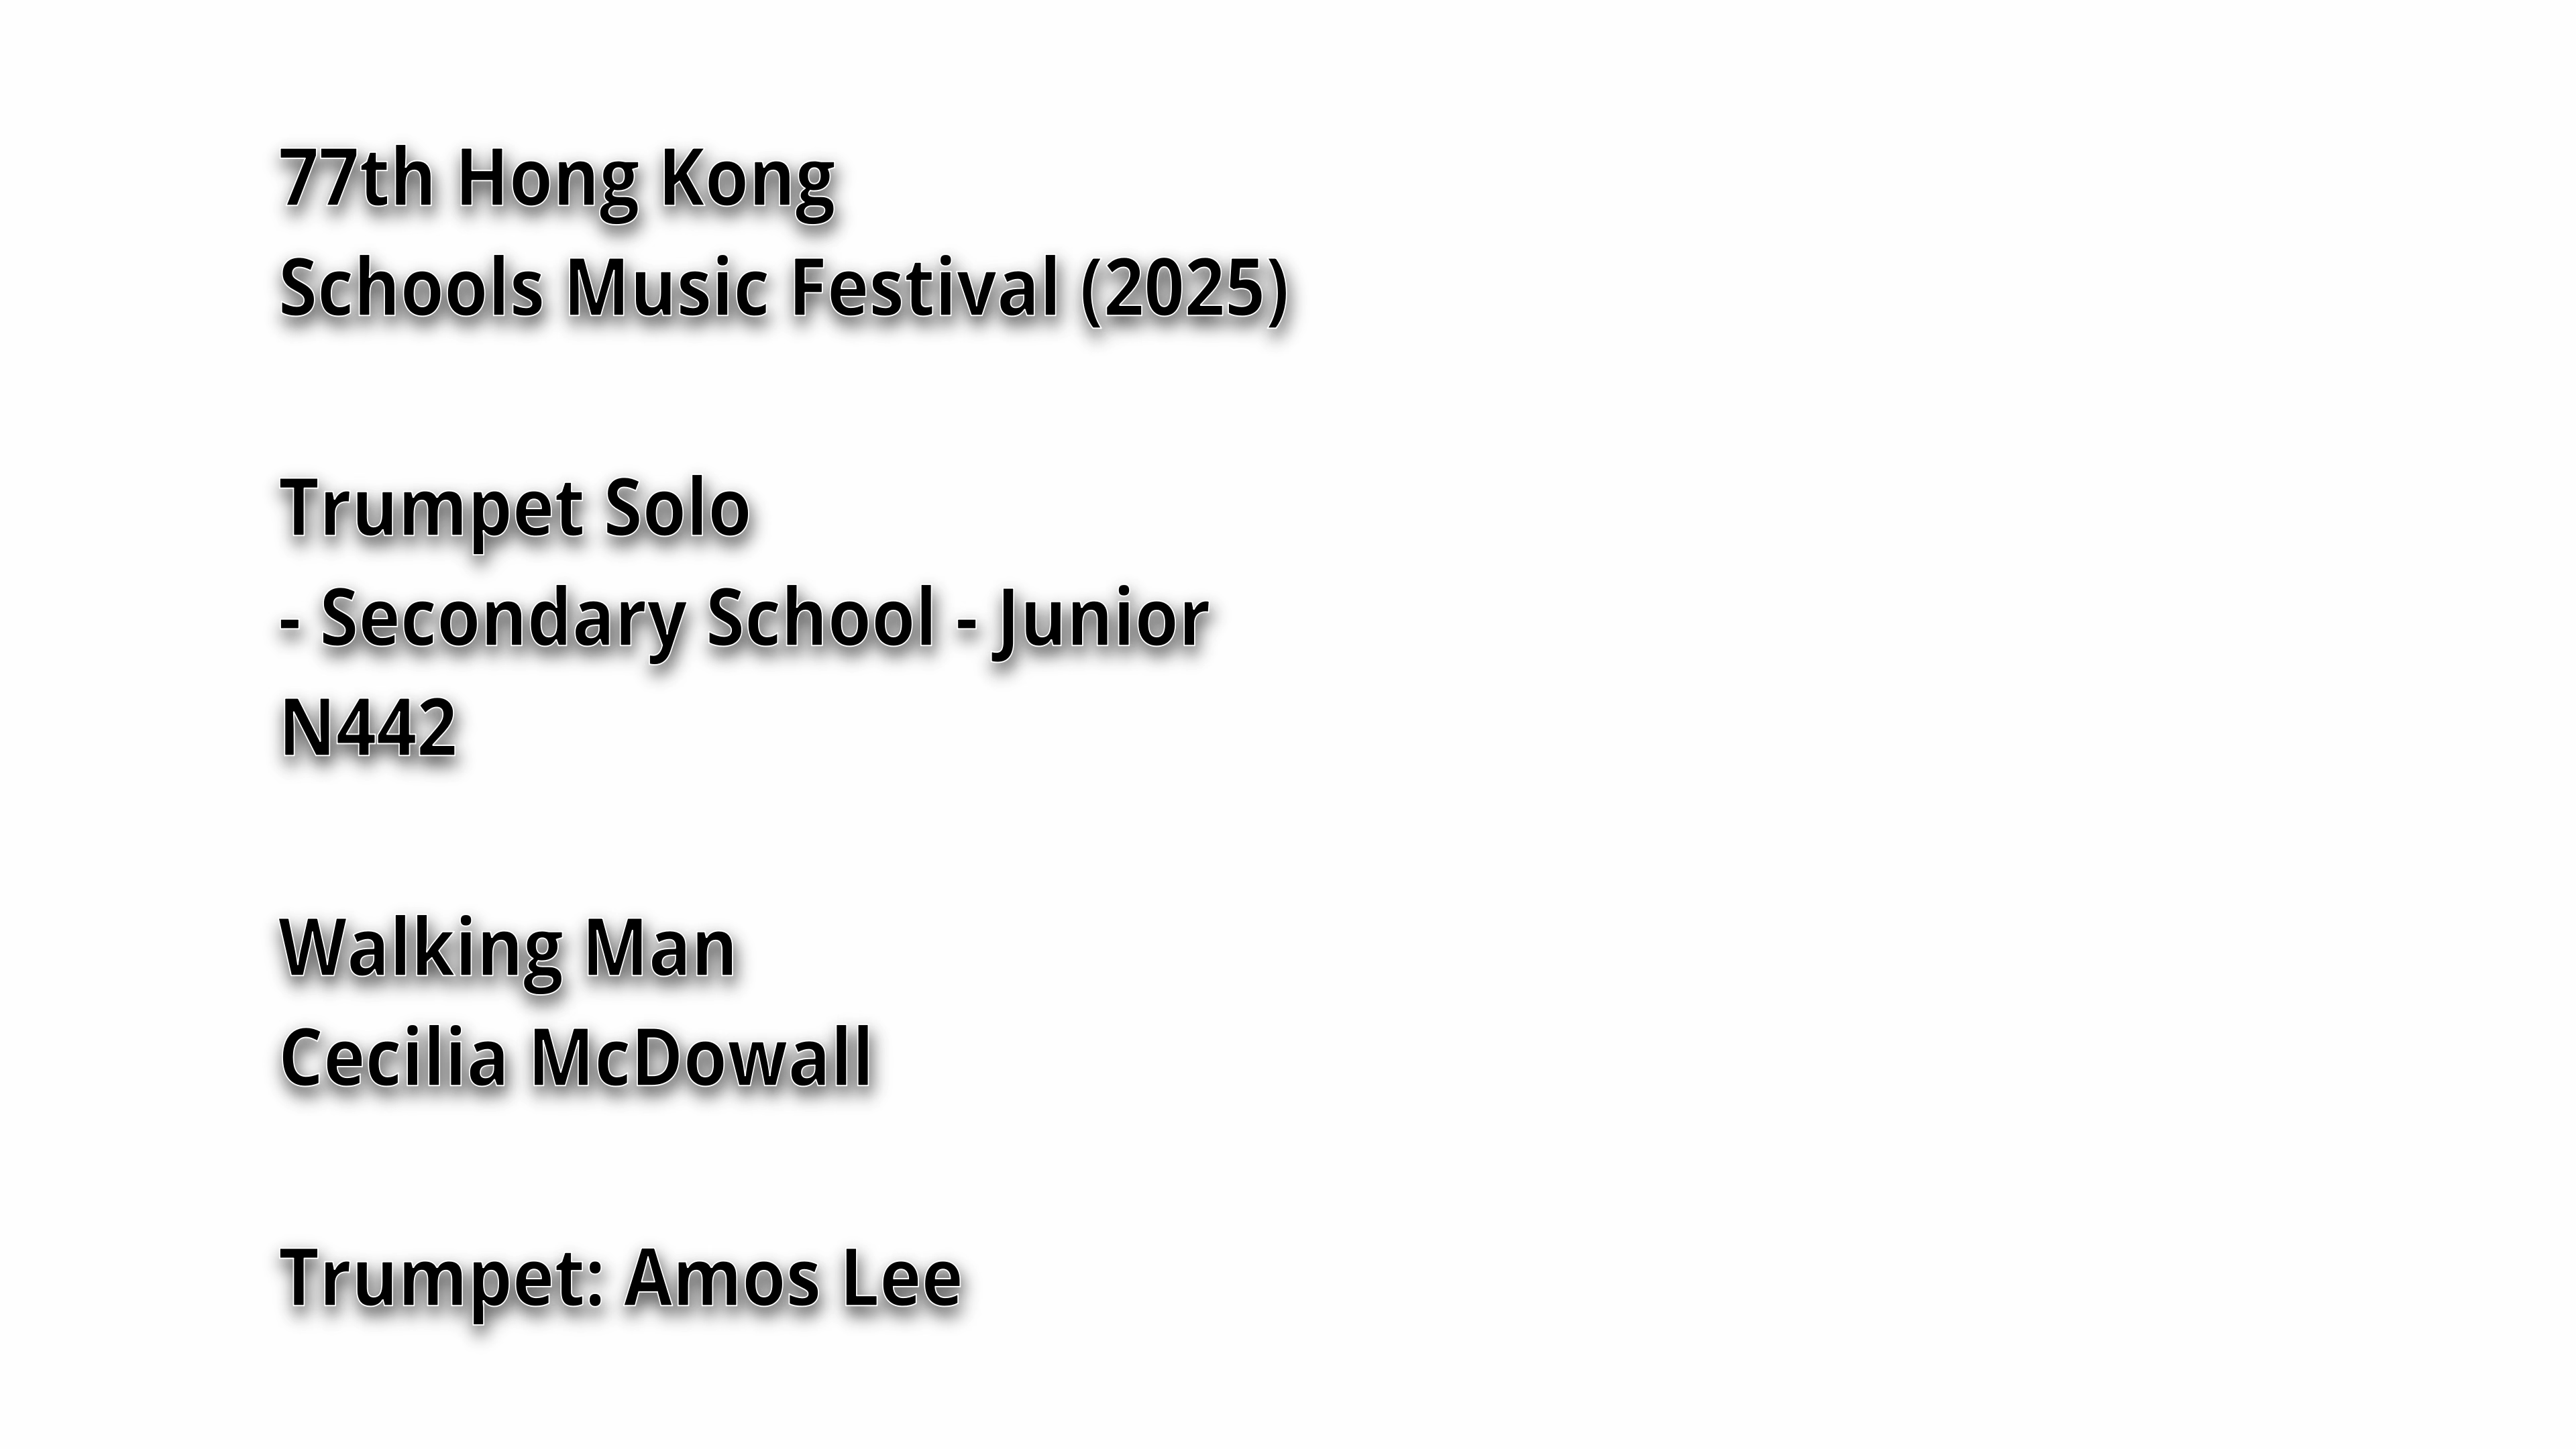 77th Hong Kong
Schools Music Festival (2025)
Trumpet Solo
- Secondary School - Junior
N442
Walking Man
Cecilia McDowall
Trumpet: Amos Lee